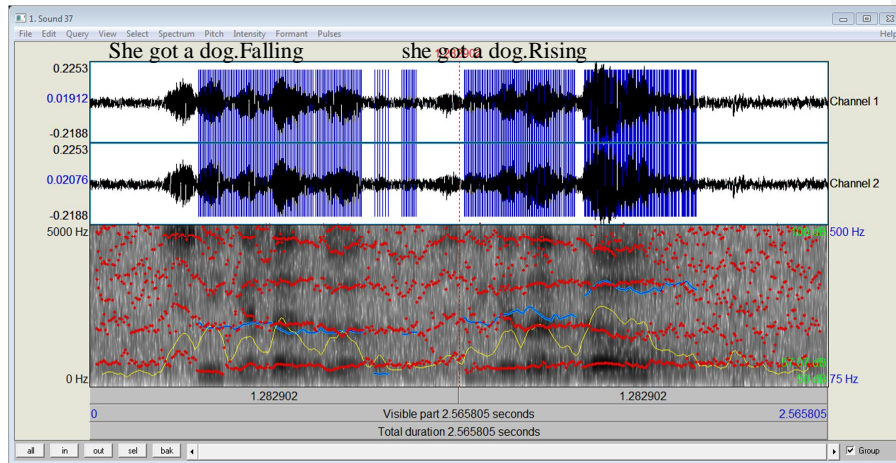 1. Sound 37
File Edit Query View Select Spectrum Pitch Intensity Formant Pulses Help
She got a dog.Falling she got a dog.Rising
1.282902
0.2253
0.01912
-0.2188
Channel 1
0.2253
0.02076
-0.2188
Channel 2
5000 Hz
500 Hz
0 Hz
75 Hz
1.282902 1.282902
0 Visible part 2.565805 seconds 2.565805
Total duration 2.565805 seconds
all in out sel bak Group